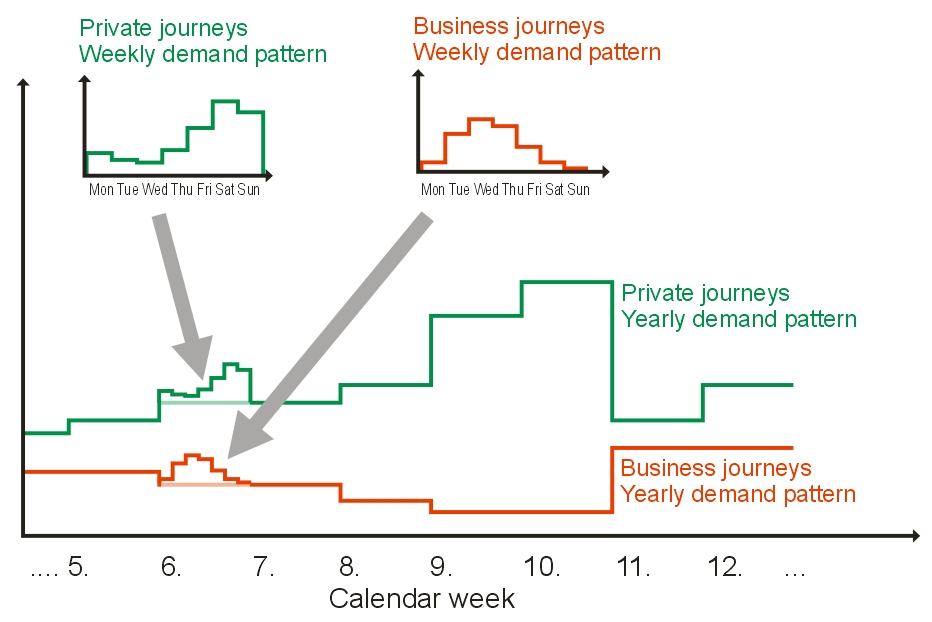 Private journeys
Weekly demand pattern
Business journeys
Weekly demand pattern
Mon Tue Wed Thu Fri Sat Sun
Mon Tue Wed Thu Fri Sat Sun
Private journeys
Yearly demand pattern
Business journeys
Yearly demand pattern
.... 5. 6. 7. 8. 9. 10. 11. 12. ...
Calendar week